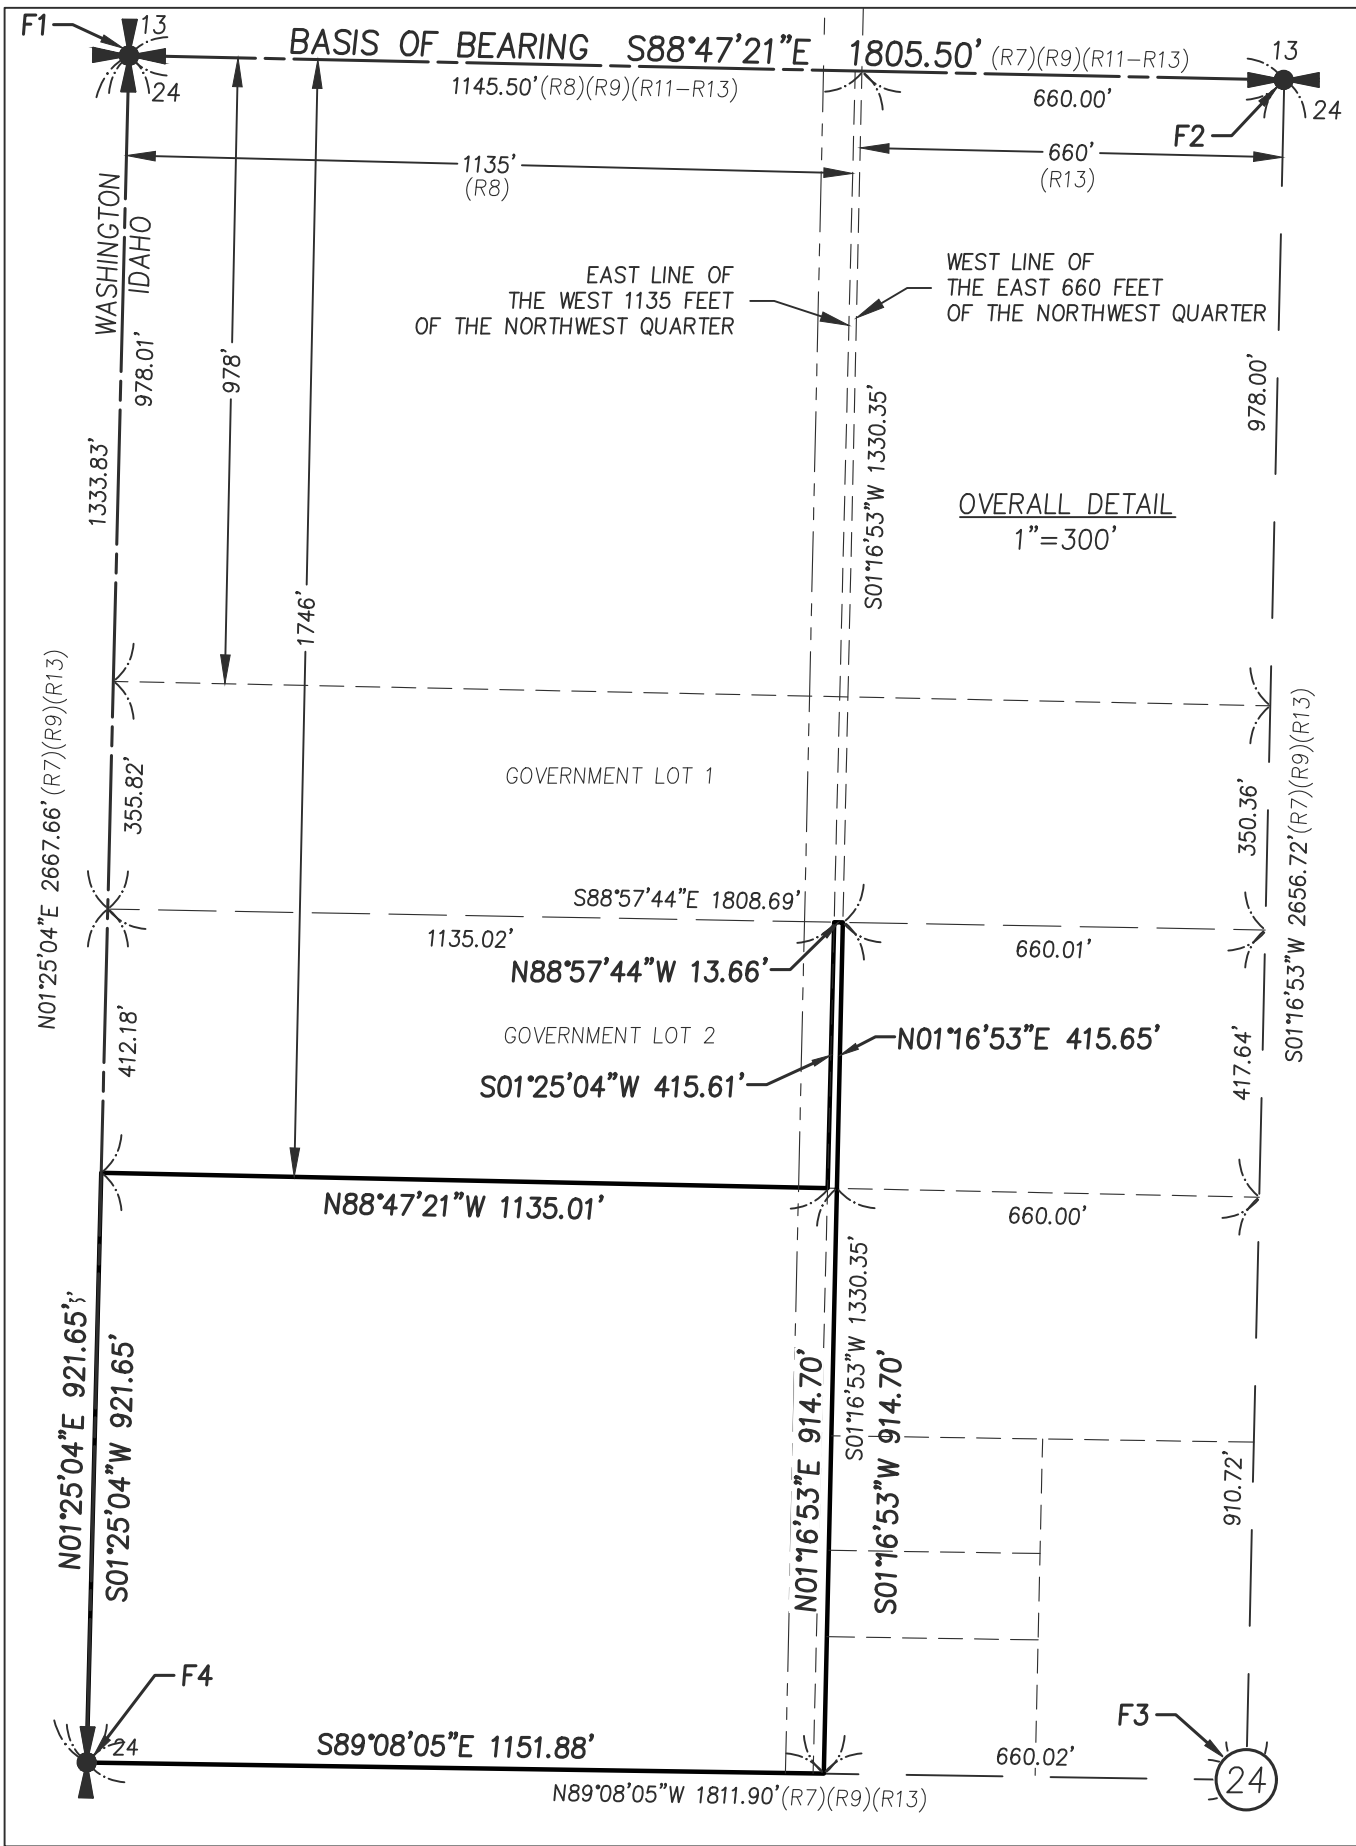 F1
13
24
BASIS OF BEARING S88°47'21"E 1805.50' (R7)(R9)(R11-R13)
1145.50' (R8)(R9)(R11-R13)
660.00'
13
24
F2
1135'
(R8)
660'
(R13)
WASHINGTON
IDAHO
EAST LINE OF
THE WEST 1135 FEET
OF THE NORTHWEST QUARTER
WEST LINE OF
THE EAST 660 FEET
OF THE NORTHWEST QUARTER
978.01'
978'
978.00'
1333.83'
S01°16'53"W 1330.35'
OVERALL DETAIL
1"=300'
1746'
N01°25'04"E 2667.66' (R7)(R9)(R13)
355.82'
GOVERNMENT LOT 1
350.36'
S01°16'53"W 2656.72' (R7)(R9)(R13)
S88°57'44"E 1808.69'
1135.02'
660.01'
N88°57'44"W 13.66'
GOVERNMENT LOT 2
N01°16'53"E 415.65'
S01°25'04"W 415.61'
412.18'
417.64'
N88°47'21"W 1135.01'
660.00'
N01°25'04"E 921.65'
S01°25'04"W 921.65'
N01°16'53"E 914.70'
S01°16'53"W 1330.35'
S01°16'53"W 914.70'
910.72'
F4
24
S89°08'05"E 1151.88'
F3
660.02'
24
N89°08'05"W 1811.90' (R7)(R9)(R13)